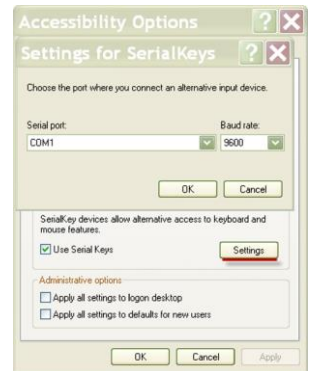 Accessibility Options
Settings for SerialKeys
Choose the port where you connect an alternative input device.
Serial port:
Baud rate:
COM1
9600
OK
Cancel
SerialKey devices allow alternative access to keyboard and
mouse features.
Use Serial Keys
Settings
Administrative options
Apply all settings to logon desktop
Apply all settings to defaults for new users
OK
Cancel
Apply